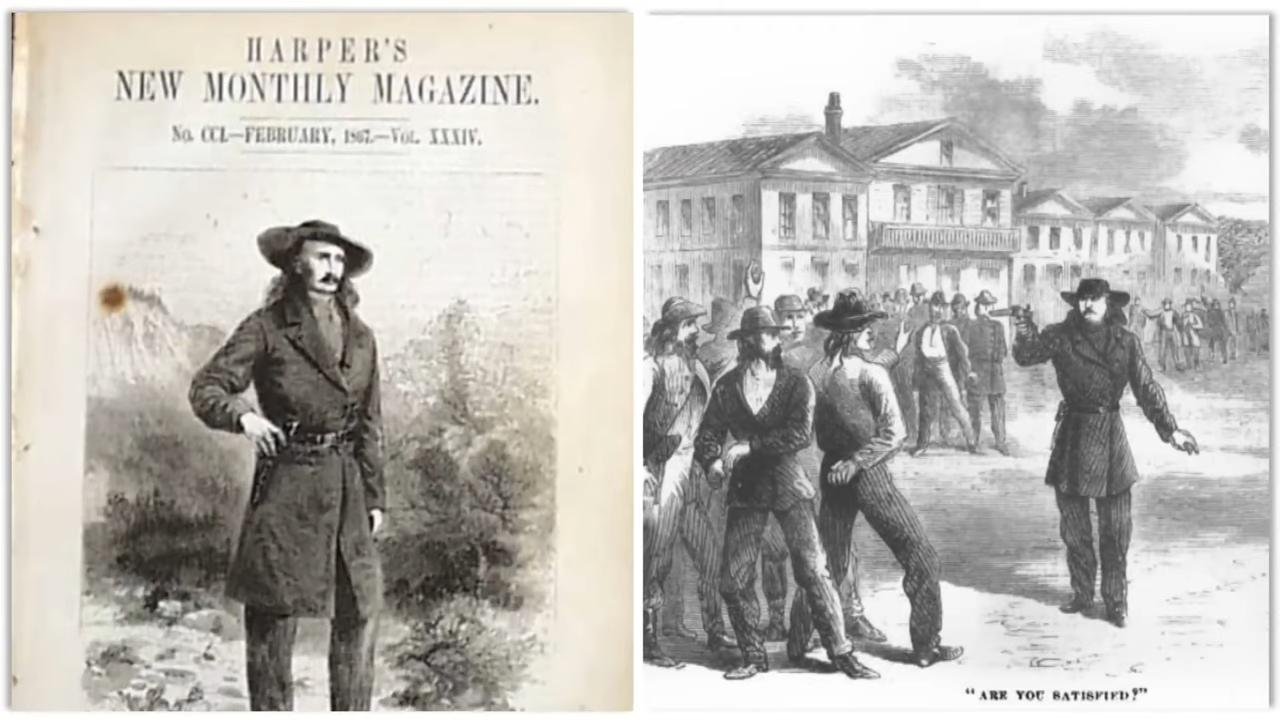 HARPER'S
NEW MONTHLY MAGAZINE.
No. CCI.—FEBRUARY, 1867.—Vol. XXXIV.
"ARE YOU SATISFIED?"